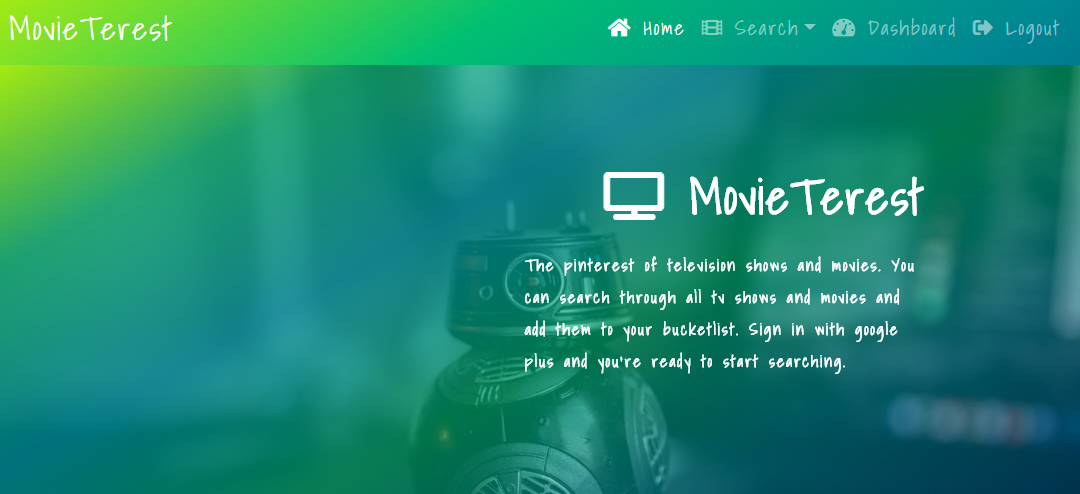 MovieTerest
Home Search Dashboard Logout
MovieTerest
The pinterest of television shows and movies. You
can search through all tv shows and movies and
add them to your bucketlist. Sign in with google
plus and you're ready to start searching.